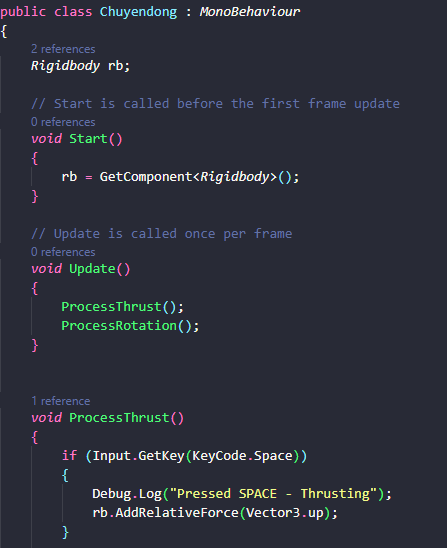 public class Chuyendong : MonoBehaviour
{
2 references
Rigidbody rb;
// Start is called before the first frame update
0 references
void Start()
{
rb = GetComponent<Rigidbody>();
}
// Update is called once per frame
0 references
void Update()
{
ProcessThrust();
ProcessRotation();
}
1 reference
void ProcessThrust()
{
if (Input.GetKey(KeyCode.Space))
{
Debug.Log("Pressed SPACE - Thrusting");
rb.AddRelativeForce(Vector3.up);
}